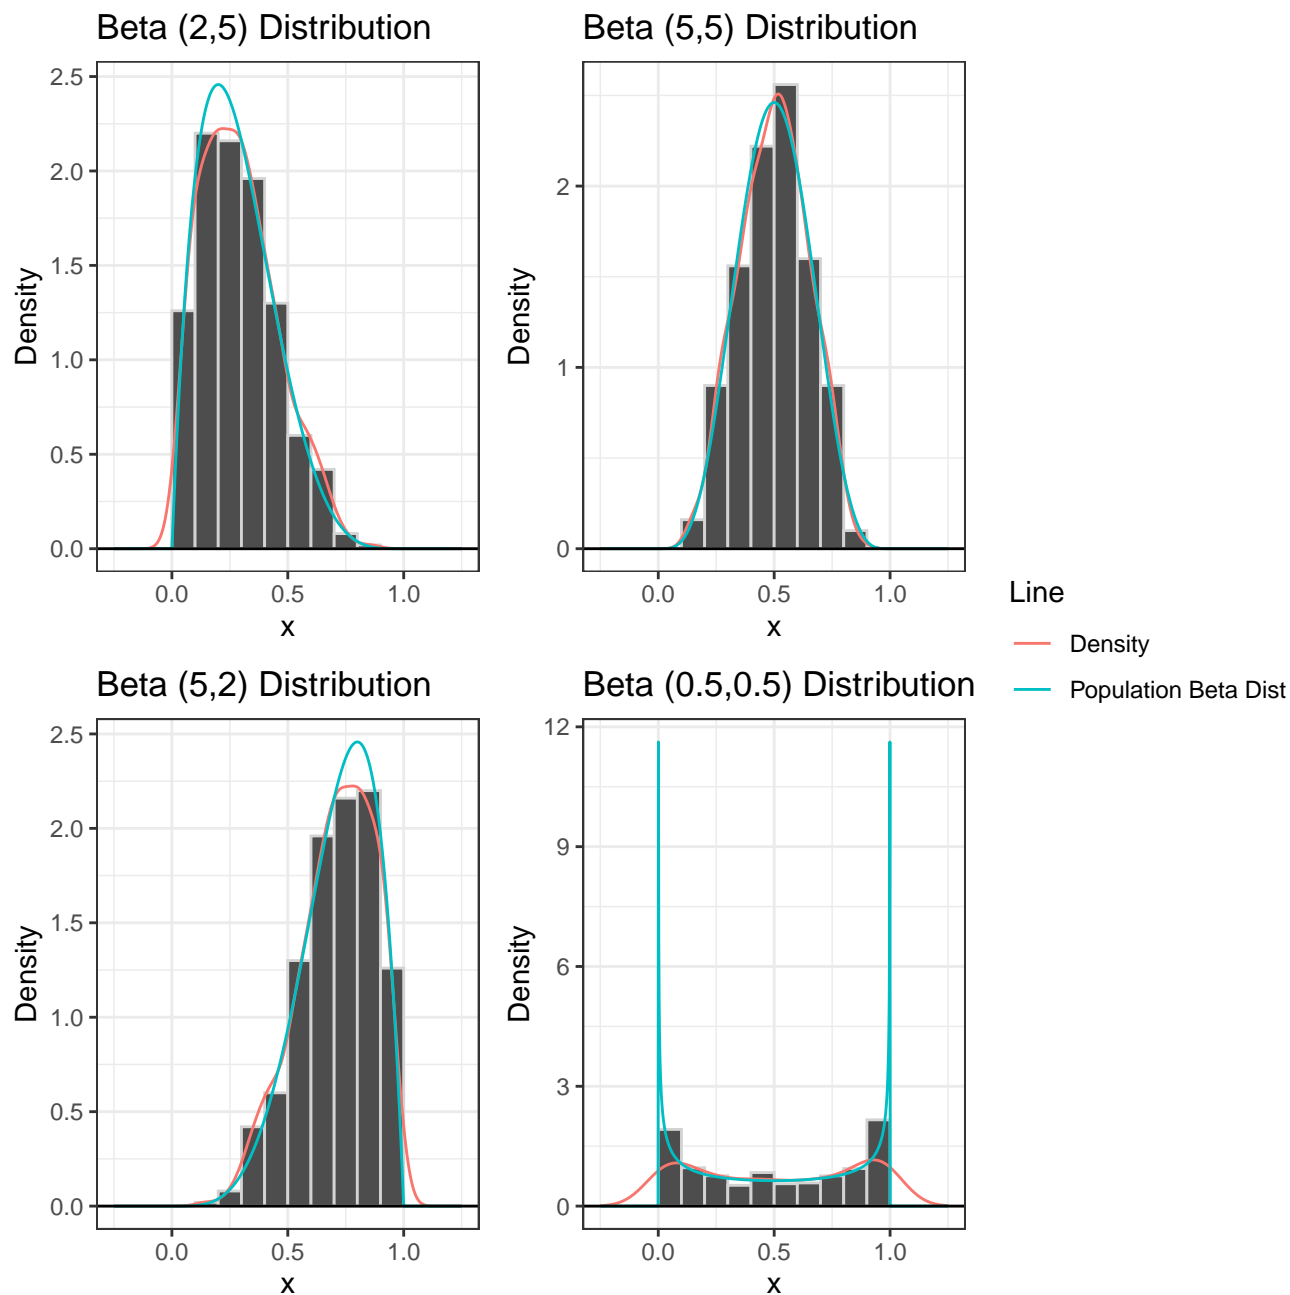 Beta (2,5) Distribution
Density
2.5
2.0
1.5
1.0
0.5
0.0
0.0 0.5 1.0
x
Beta (5,5) Distribution
Density
2
1
0
0.0 0.5 1.0
x
Beta (5,2) Distribution
Density
2.5
2.0
1.5
1.0
0.5
0.0
0.0 0.5 1.0
x
Beta (0.5,0.5) Distribution
Density
12
9
6
3
0
0.0 0.5 1.0
x
Line
Density
Population Beta Dist